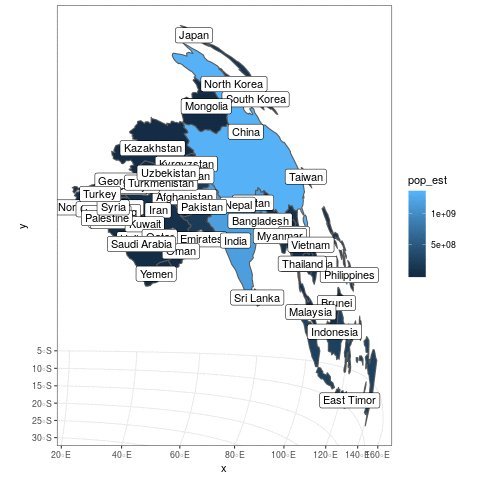 Japan
North Korea
South Korea
Mongolia
China
Kazakhstan
Kyrgyzstan
Uzbekistan
Taiwan
Turkmenistan
Turkey
Afghanistan
Pakistan
Nepal
Syria
Iran
Palestine
Kuwait
Bangladesh
Myanmar
Emirates
India
Saudi Arabia
Oman
Vietnam
Yemen
Thailand
Philippines
Sri Lanka
Brunei
Malaysia
Indonesia
East Timor
pop_est
1e+09
5e+08
y
5°S
10°S
15°S
20°S
25°S
30°S
20°E
40°E
60°E
80°E
100°E
120°E
140°E
160°E
x